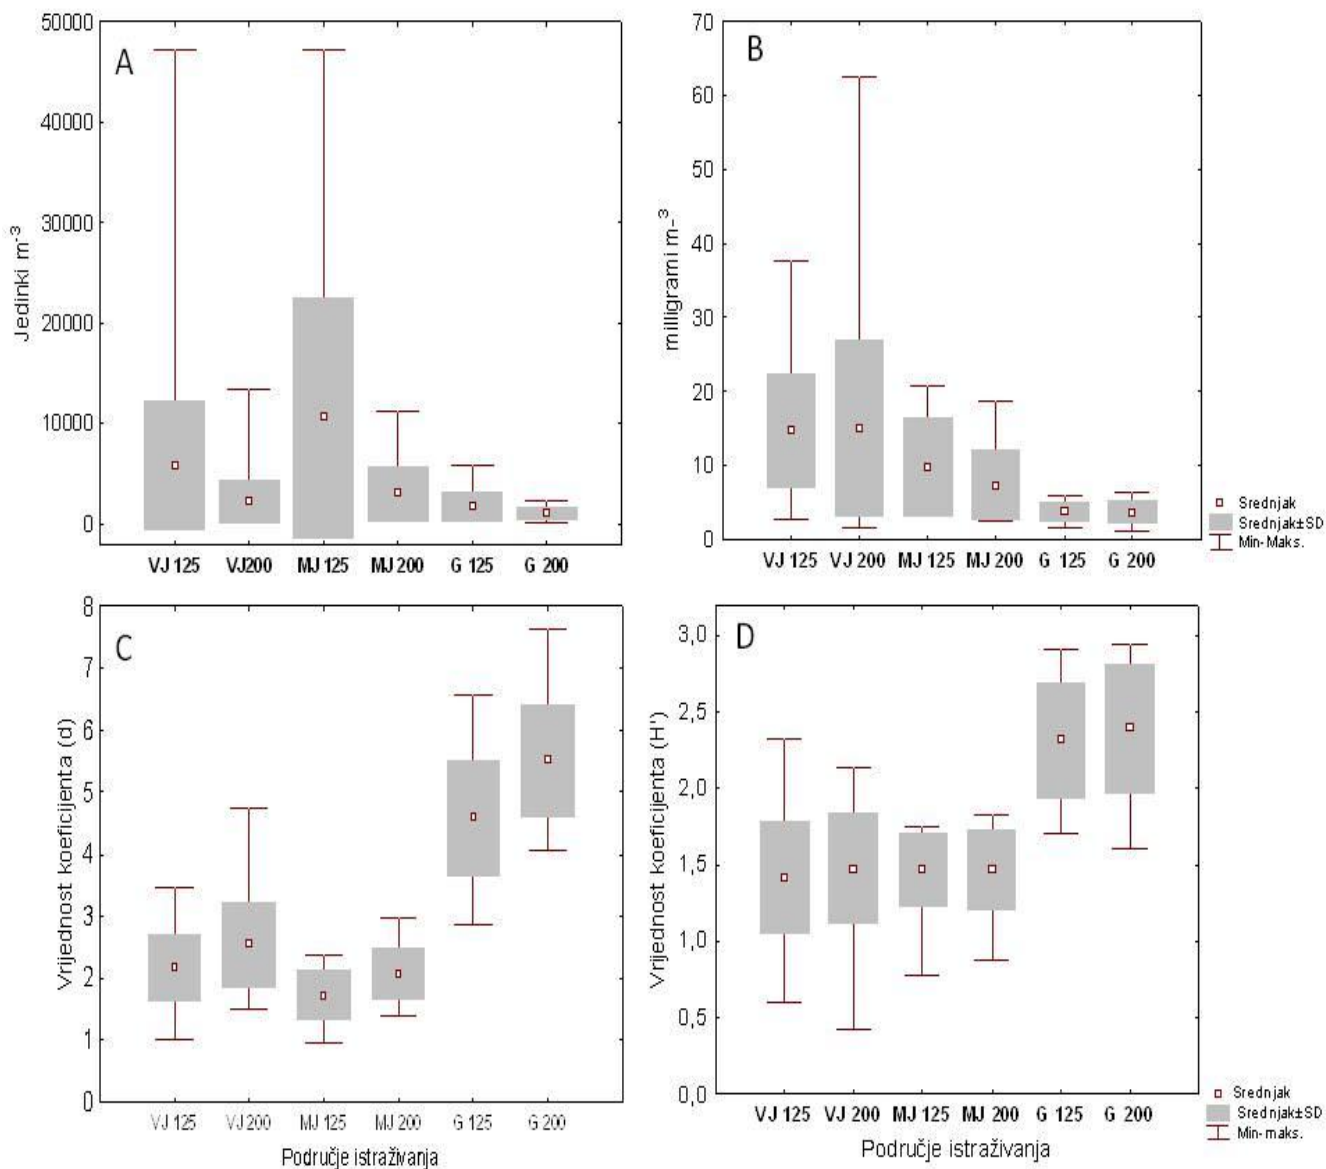 A
Jedinki m⁻³
50000
40000
30000
20000
10000
0
VJ 125 VJ200 MJ 125 MJ 200 G 125 G 200
B
milligrami m-³
70
60
50
40
30
20
10
0
VJ 125 VJ 200 MJ 125 MJ 200 G 125 G 200
Srednjak
Srednjak±SD
Min-Maks.
C
Vrijednost koeficijenta (d)
8
7
6
5
4
3
2
1
0
VJ 125 VJ 200 MJ 125 MJ 200 G 125 G 200
Područje istraživanja
D
Vrijednost koeficijenta (H')
3,0
2,5
2,0
1,5
1,0
0,5
0,0
VJ 125 VJ 200 MJ 125 MJ 200 G 125 G 200
Područje istraživanja
Srednjak
Srednjak±SD
Min-maks.